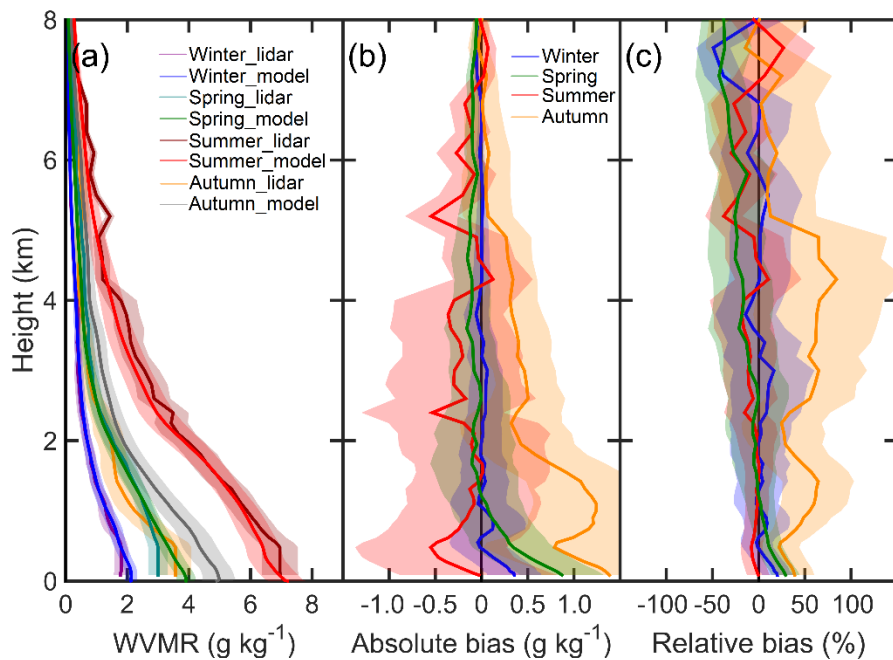 (a)
Winter_lidar
Winter_model
Spring_lidar
Spring_model
Summer_lidar
Summer_model
Autumn_lidar
Autumn_model
(b)
Winter
Spring
Summer
Autumn
(c)
8
6
4
2
0
Height (km)
0 2 4 6 8
WVMR (g kg⁻¹)
-1.0 -0.5 0 0.5 1.0
Absolute bias (g kg⁻¹)
-100 -50 0 50 100
Relative bias (%)